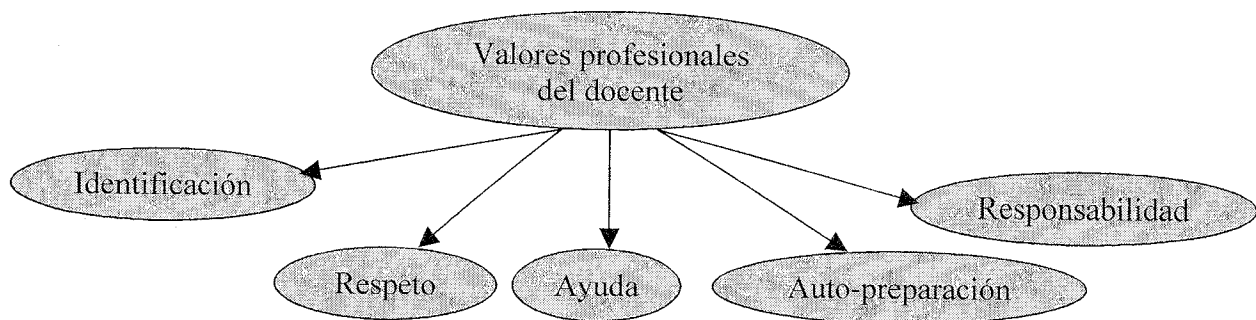 Valores profesionales
del docente
Identificación
Responsabilidad
Respeto
Ayuda
Auto-preparación